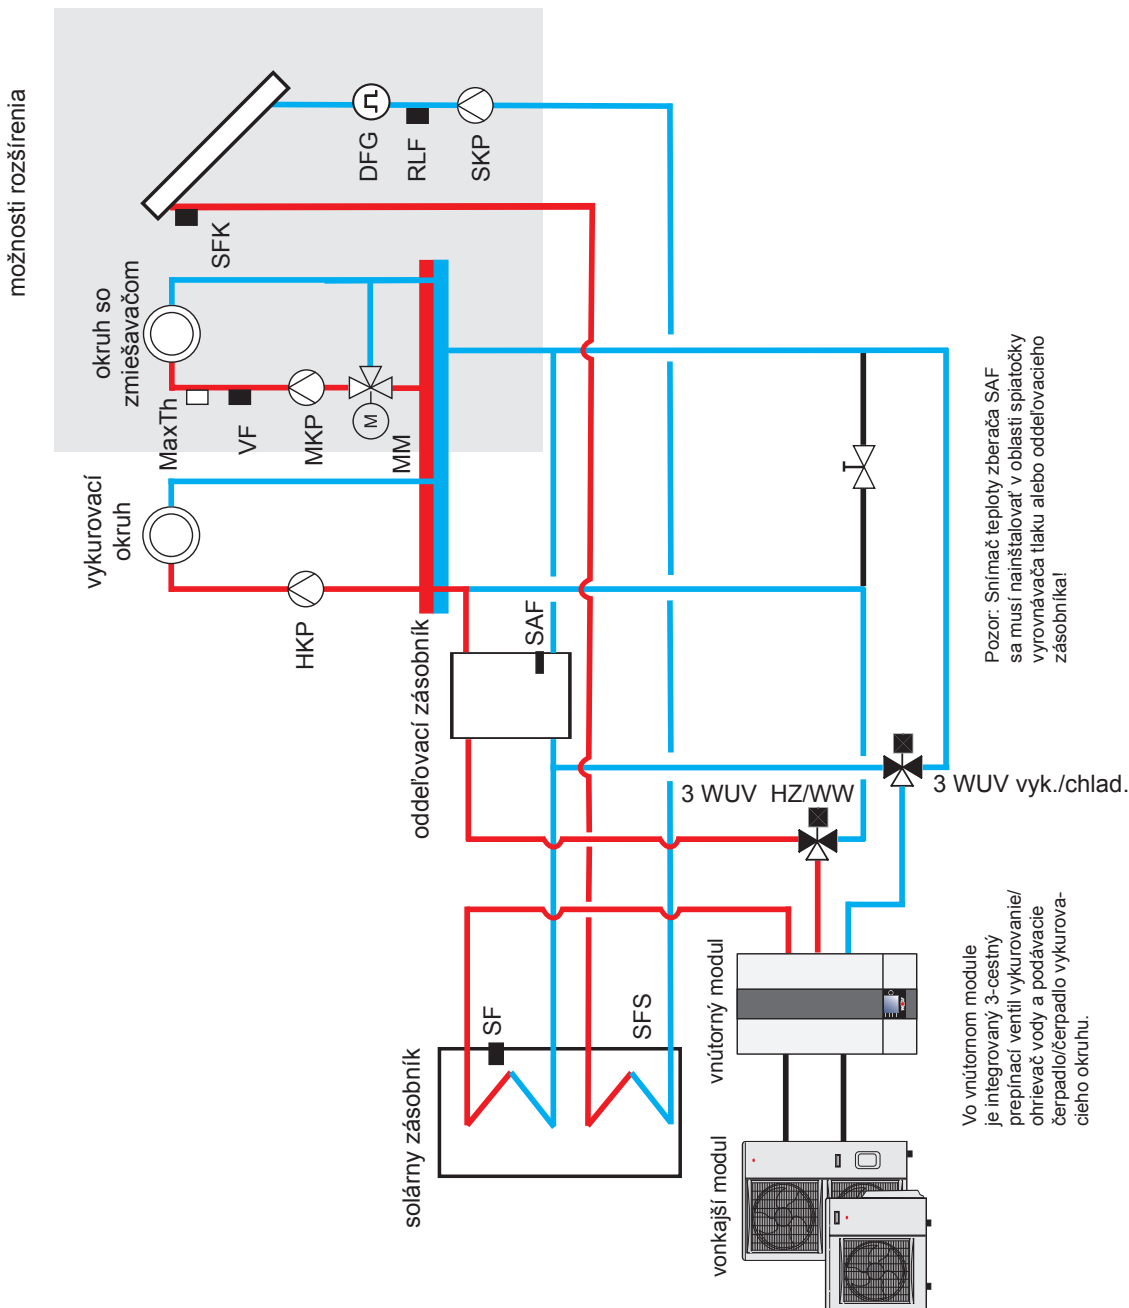 možnosti rozšírenia
DFG
RLF
SKP
SFK
okruh so
zmiešavačom
MaxTh
VF
MKP
MM
M
vykurovací
okruh
HKP
oddeľovací zásobník
SAF
Pozor: Snímač teploty zberača SAF
sa musí nainštalovať v oblasti spiatočky
vyrovnávača tlaku alebo oddeľovacieho
zásobníka!
3 WUV HZ/WW
3 WUV vyk./chlad.
solárny zásobník
SF
SFS
vnútorný modul
vonkajší modul
Vo vnútornom module
je integrovaný 3-cestný
prepínací ventil vykurovanie/
ohrievač vody a podávacie
čerpadlo/čerpadlo vykurova-
cieho okruhu.